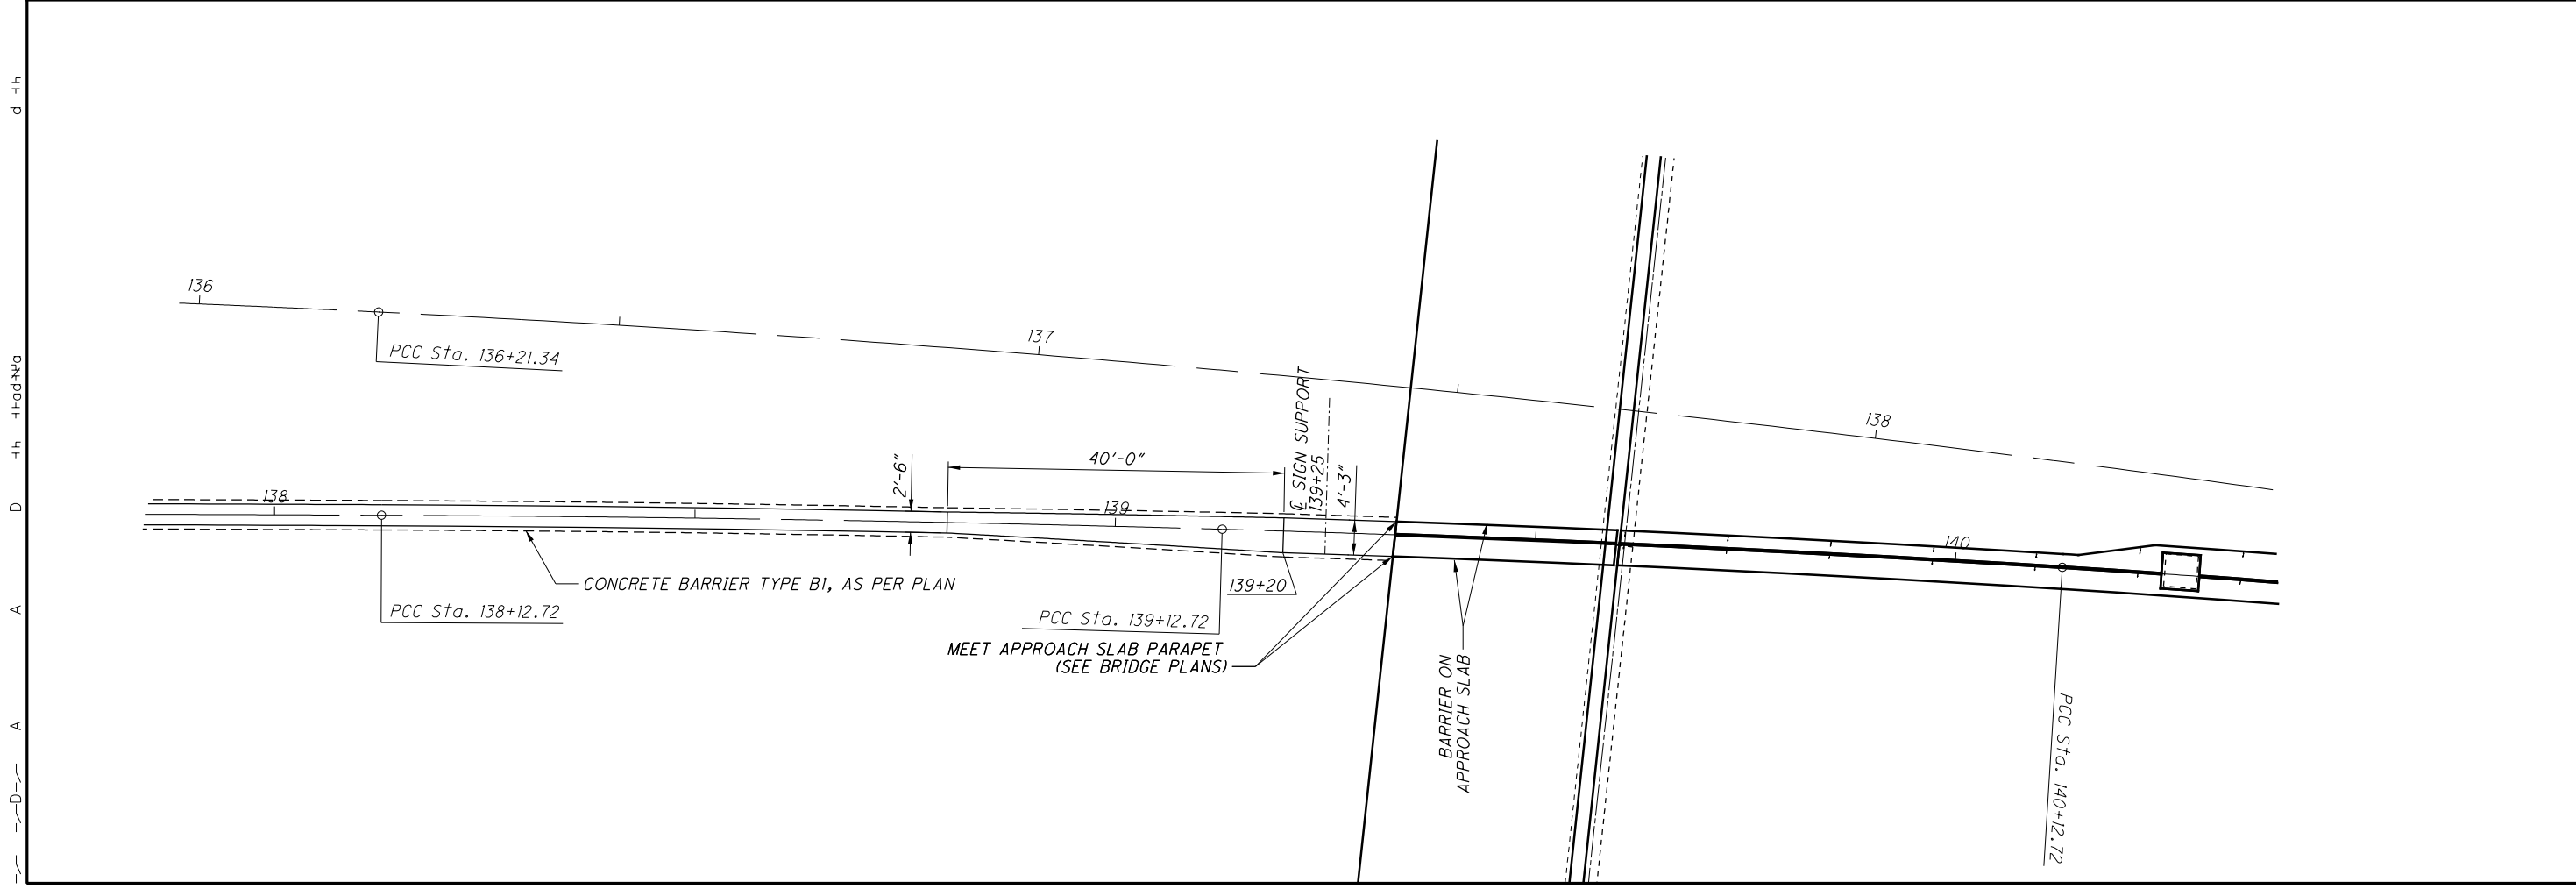 136
137
PCC Sta. 136+21.34
138
℄ SIGN SUPPORT
139+25
40'-0"
2'-6"
4'-3"
138
139
140
CONCRETE BARRIER TYPE B1, AS PER PLAN
139+20
PCC Sta. 138+12.72
PCC Sta. 139+12.72
MEET APPROACH SLAB PARAPET
(SEE BRIDGE PLANS)
BARRIER ON
APPROACH SLAB
PCC Sta. 140+12.72